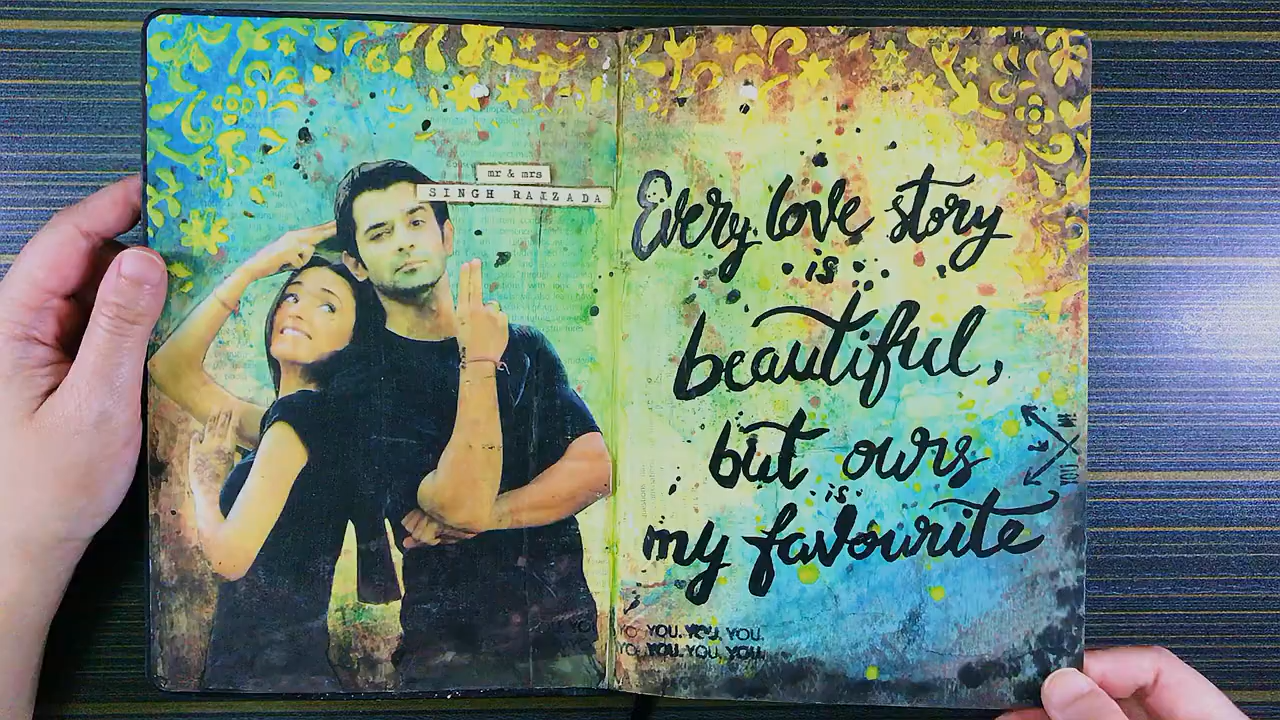 mr & mrs
SINGH RAIZADA
Every love story
is
beautiful,
but ours
is
my favourite
ME
YOU
YOU. YOU. YOU.
YOU. YOU. YOU.